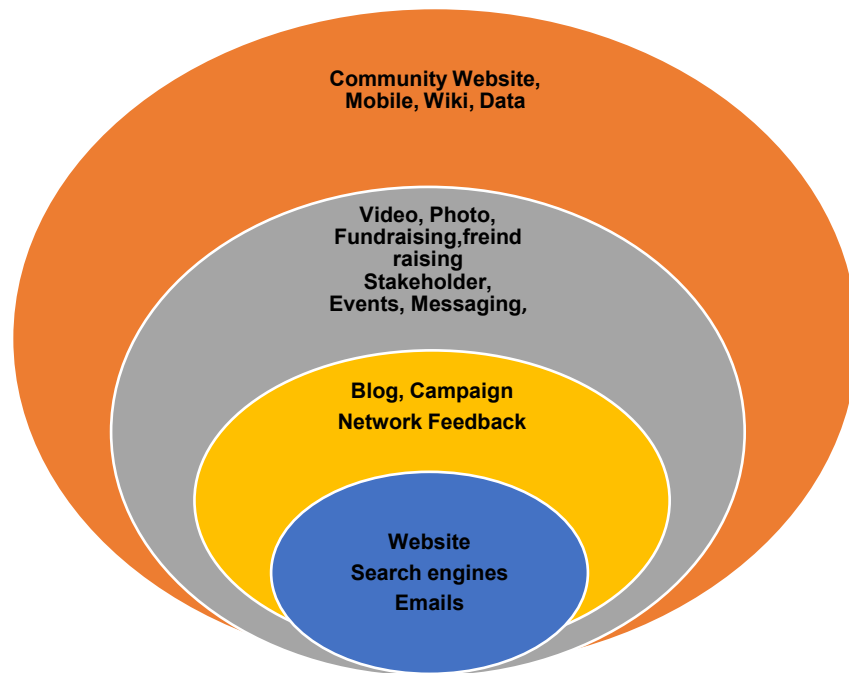 Community Website,
Mobile, Wiki, Data
Video, Photo,
Fundraising,freind
raising
Stakeholder,
Events, Messaging,
Blog, Campaign
Network Feedback
Website
Search engines
Emails